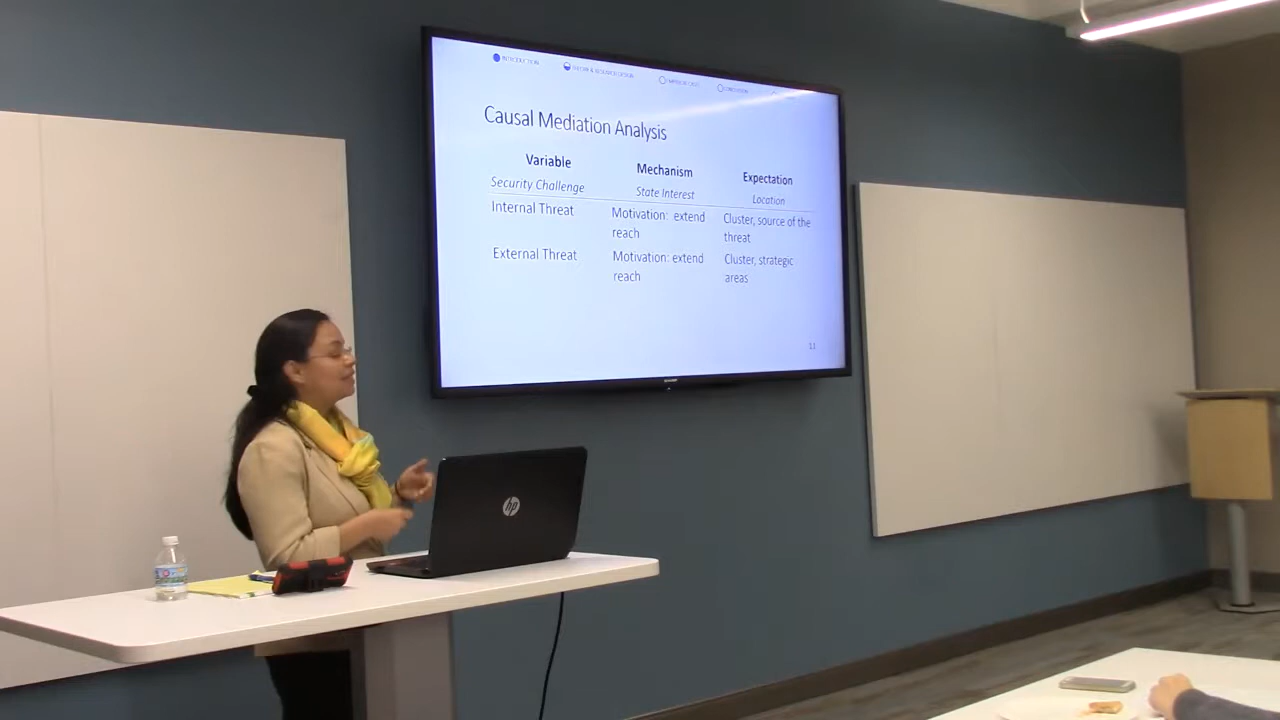 INTRODUCTION
Causal Mediation Analysis
Variable Mechanism Expectation
Security Challenge State Interest Location
Internal Threat Motivation: extend reach Cluster, source of the threat
External Threat Motivation: extend reach Cluster, strategic areas
hp